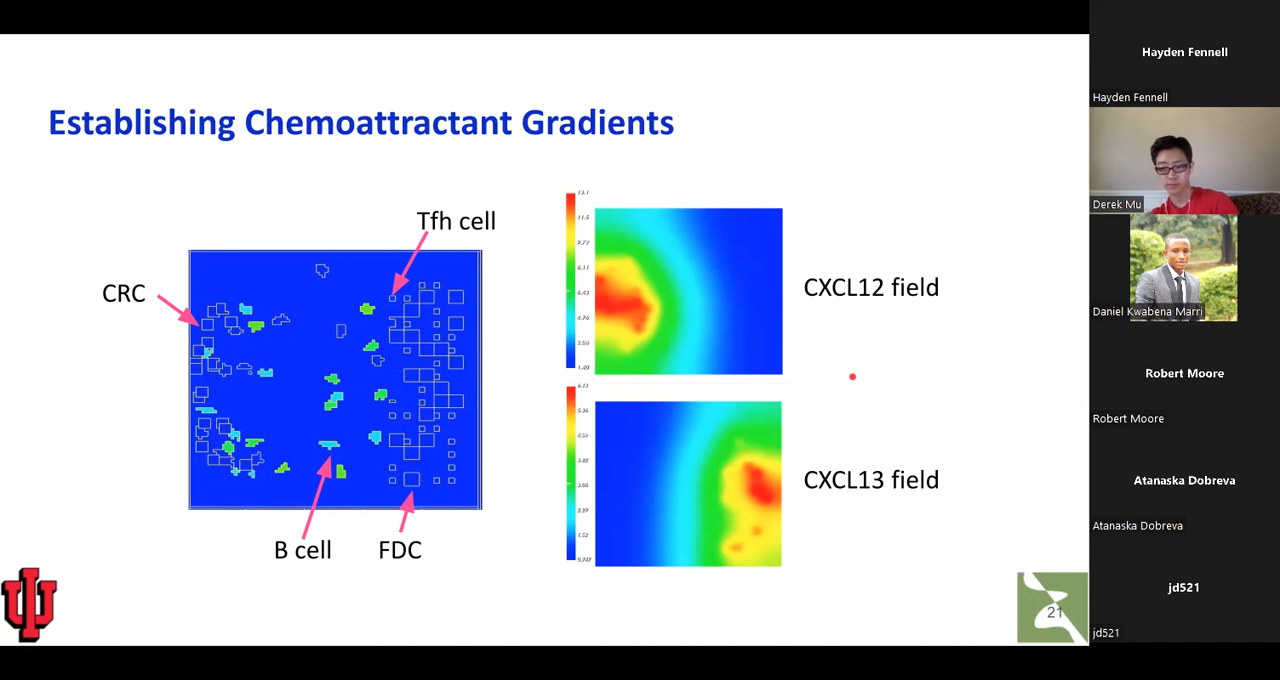 Establishing Chemoattractant Gradients
Tfh cell
CRC
B cell
FDC
CXCL12 field
CXCL13 field
21
Hayden Fennell
Hayden Fennell
Derek Mu
Daniel Kwabena Marri
Robert Moore
Robert Moore
Atanaska Dobreva
Atanaska Dobreva
jd521
jd521